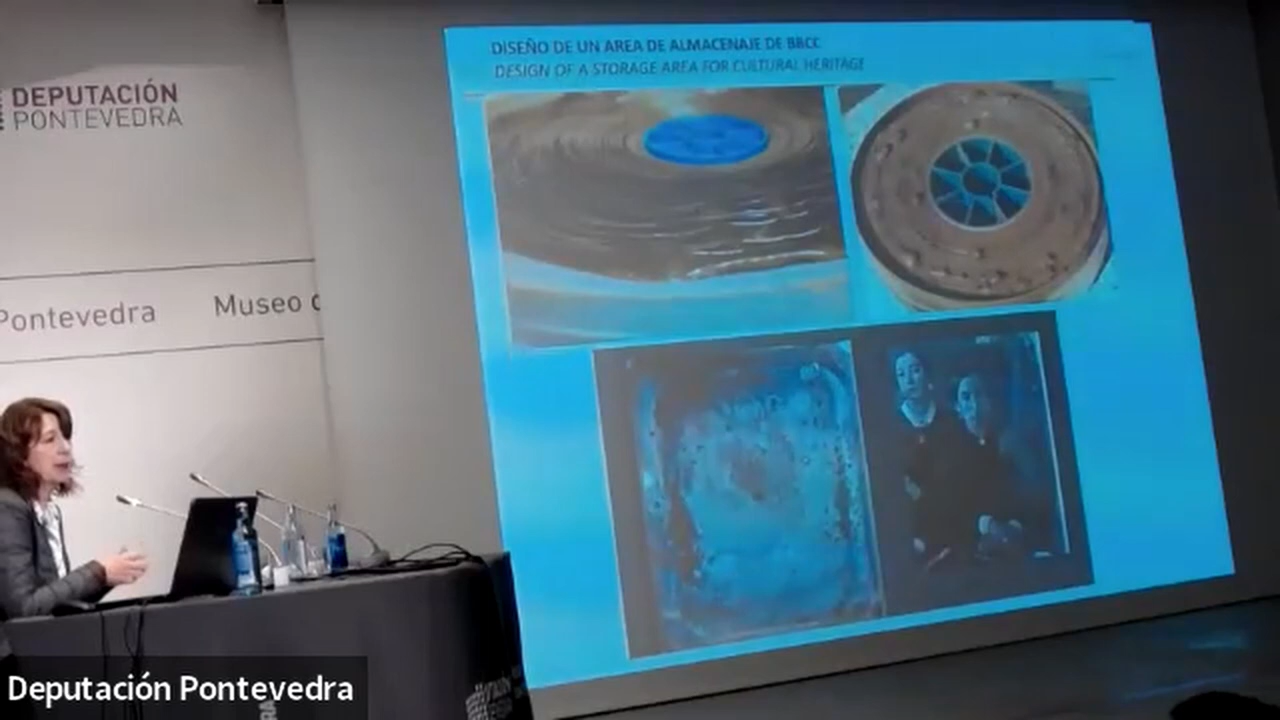 DEPUTACIÓN
PONTEVEDRA
Pontevedra Museo
DISEÑO DE UN AREA DE ALMACENAJE DE BBCC
DESIGN OF A STORAGE AREA FOR CULTURAL HERITAGE
Deputación Pontevedra